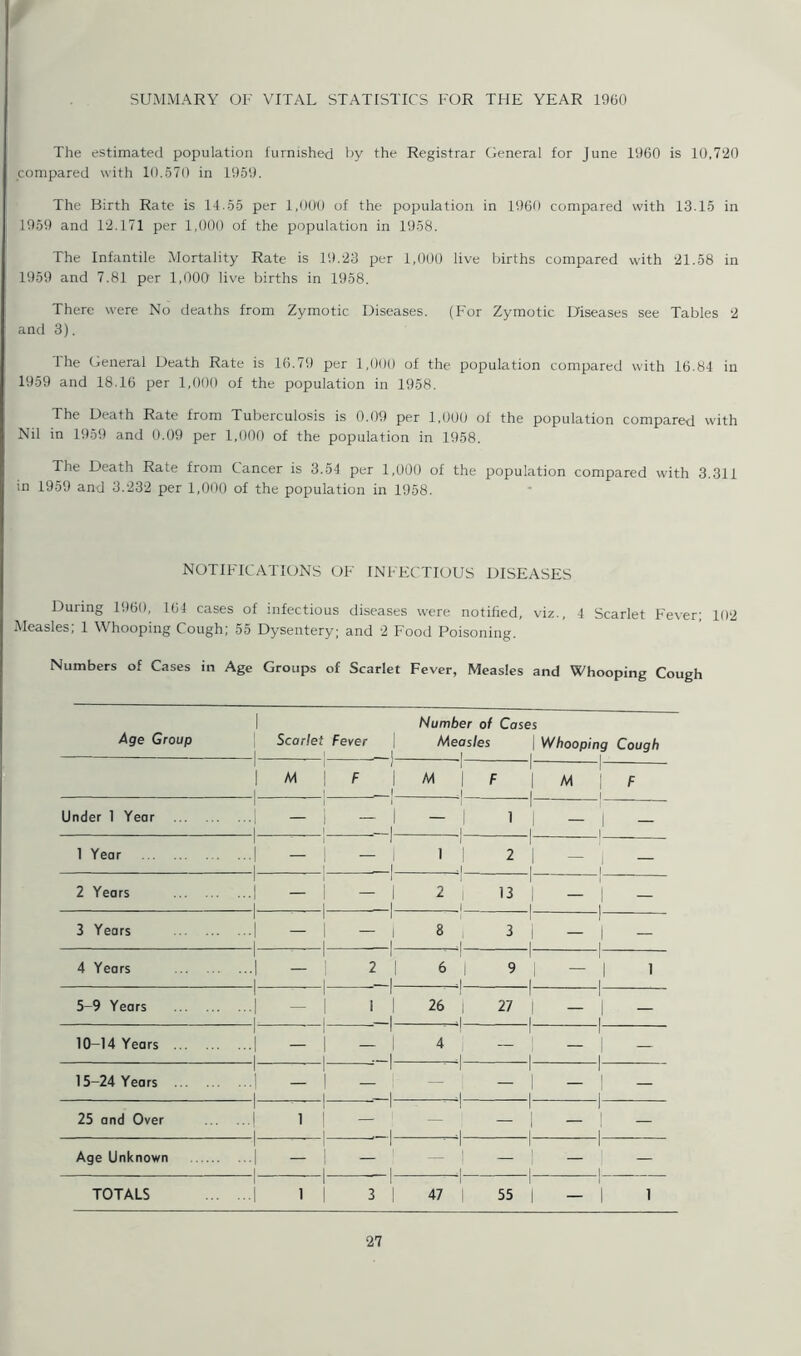 SUMMARY OF VITAL STATISTICS FOR THE YEAR 1960
The estimated population furnished by the Registrar General for June 1960 is 10,720
compared with 10.570 in 1959.
The Birth Rate is 14.55 per 1,000 of the population in 1960 compared with 13.15 in
1959 and 12.171 per 1,000 of the population in 1958.
The Infantile Mortality Rate is 19.23 per 1,000 live births compared with 21.58 in
1959 and 7.81 per 1,000 live births in 1958.
There were No deaths from Zymotic Diseases. (For Zymotic Diseases see Tables 2
and 3).
The General Death Rate is 16.79 per 1,000 of the population compared with 16.84 in
1959 and 18.16 per 1,000 of the population in 1958.
The Death Rate from Tuberculosis is 0.09 per 1,000 of the population compared with
Nil in 1959 and 0.09 per 1,000 of the population in 1958.
The Death Rate from Cancer is 3.54 per 1,000 of the population compared with 3.311
in 1959 and 3.232 per 1,000 of the population in 1958.
NOTIFICATIONS OF INFECTIOUS DISEASES
During 1960, 164 cases of infectious diseases were notified, viz., 4 Scarlet Fever; 102
Measles; 1 Whooping Cough; 55 Dysentery; and 2 Food Poisoning.
Numbers of Cases in Age Groups of Scarlet Fever, Measles and Whooping Cough
Number of Cases
Age Group Scarlet Fever Measles Whooping Cough
M F M F M F
Under 1 Year ... ... ... — — — 1 — —
1 Year ... ... ... ... — — 1 2 — —
2 Years ... ... ... — — 2 13 — —
3 Years ... ... ... — — 8 3 — —
4 Years ... ... ... — 2 6 9 — 1
5-9 Years ... ... ... — 1 26 27 — —
10-14 Years ... ... ... — — 4 — — —
15-24 Years ... ... ... — — — — — —
25 and Over ... ... 1 — — — — —
Age Unknown ... ... ... — — — — — —
TOTALS ... ... 1 3 47 55 — 1
27